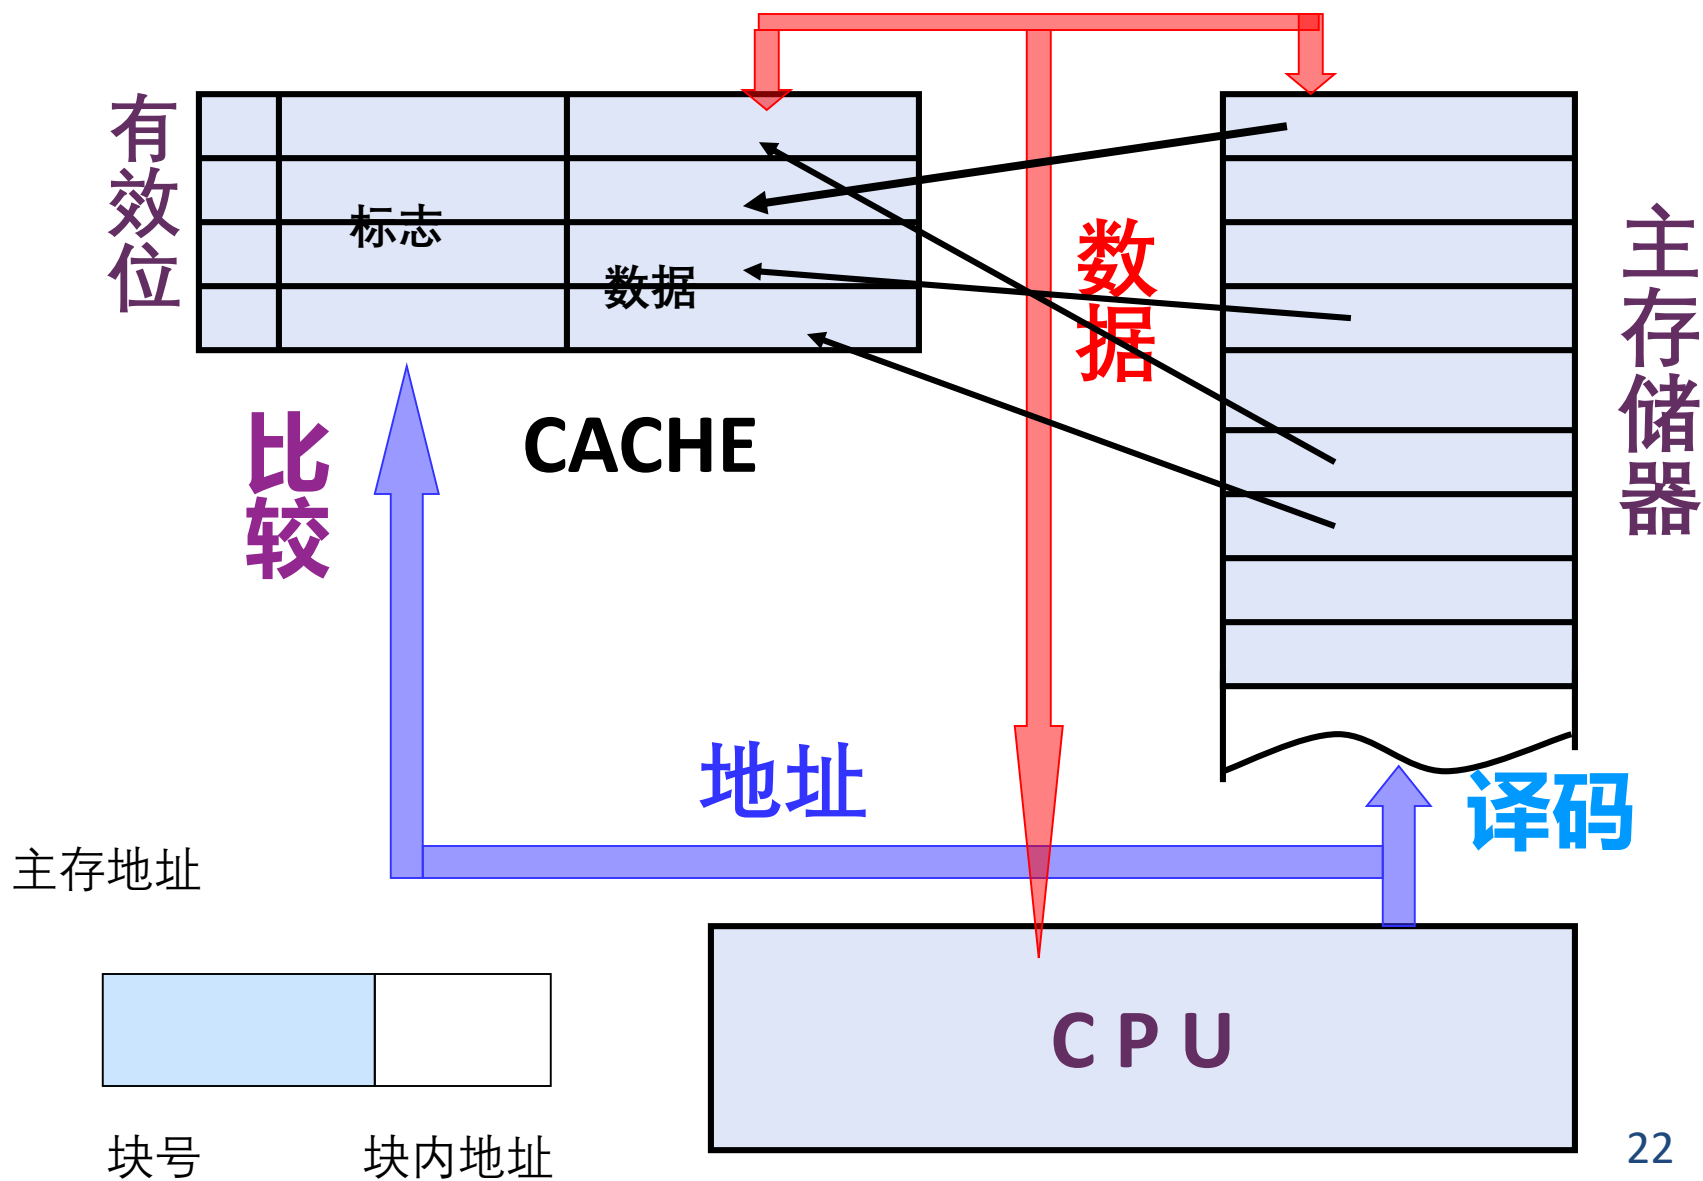 有效位
标志
数据
数据
主存储器
比较
CACHE
地址
译码
主存地址
CPU
块号
块内地址
22